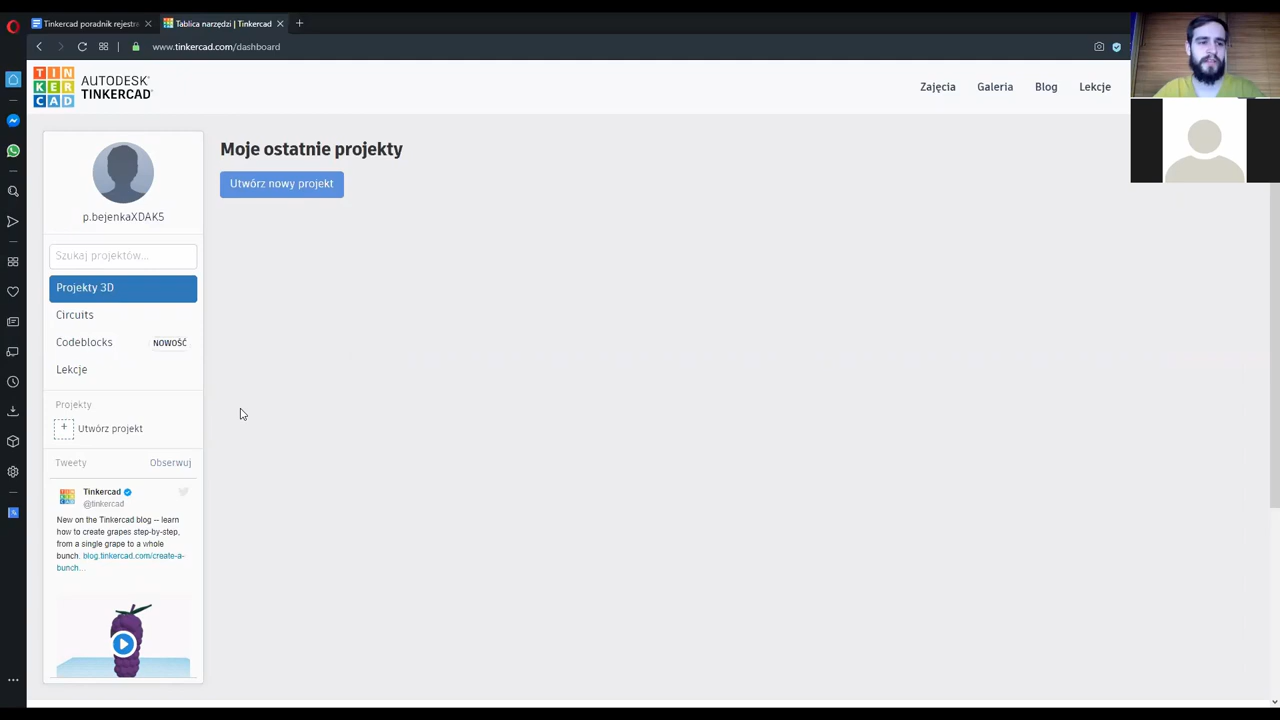 Tinkercad poradnik rejestr
Tablica narzędzi | Tinkercad
www.tinkercad.com/dashboard
TIN
KER
CAD
AUTODESK
TINKERCAD
Zajęcia
Galeria
Blog
Lekcje
p.bejenkaXDAK5
Szukaj projektów...
Projekty 3D
Circuits
Codeblocks
NOWOŚĆ
Lekcje
Projekty
+ Utwórz projekt
Tweety
Obserwuj
Tinkercad
@tinkercad
New on the Tinkercad blog -- learn
how to create grapes step-by-step,
from a single grape to a whole
bunch. blog.tinkercad.com/create-a-
bunch…
Moje ostatnie projekty
Utwórz nowy projekt